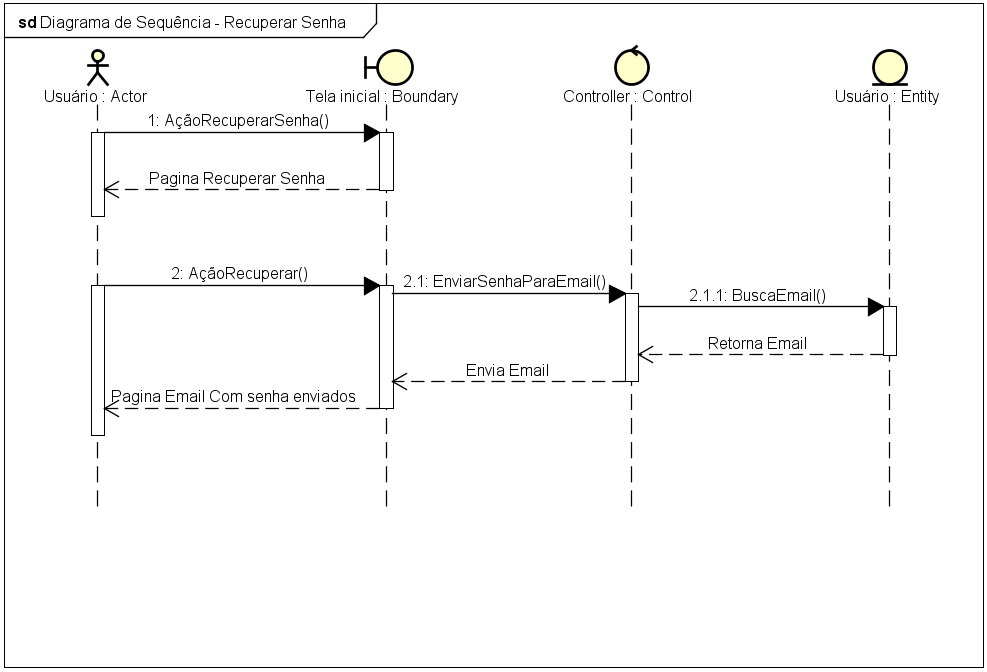 sd Diagrama de Sequência - Recuperar Senha
Usuário : Actor
Tela inicial : Boundary
Controller : Control
Usuário : Entity
1: AçãoRecuperarSenha()
Pagina Recuperar Senha
2: AçãoRecuperar()
2.1: EnviarSenhaParaEmail()
2.1.1: BuscaEmail()
Retorna Email
Envia Email
Pagina Email Com senha enviados